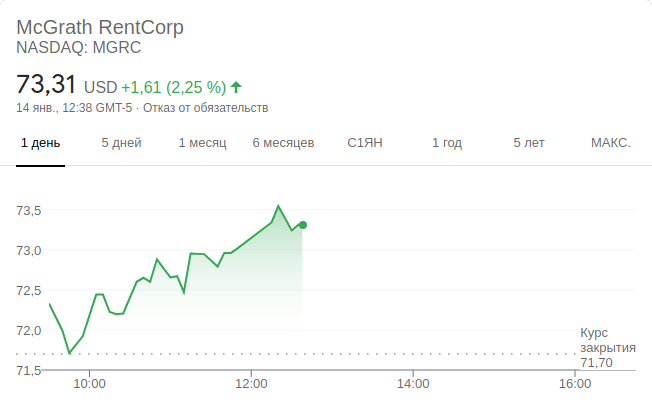 McGrath RentCorp
NASDAQ: MGRC
73,31 USD +1,61 (2,25 %)
14 янв., 12:38 GMT-5 · Отказ от обязательств
1 день 5 дней 1 месяц 6 месяцев С1ЯН 1 год 5 лет МАКС.
73,5
73,0
72,5
72,0
Курс
закрытия
71,70
71,5
10:00 12:00 14:00 16:00